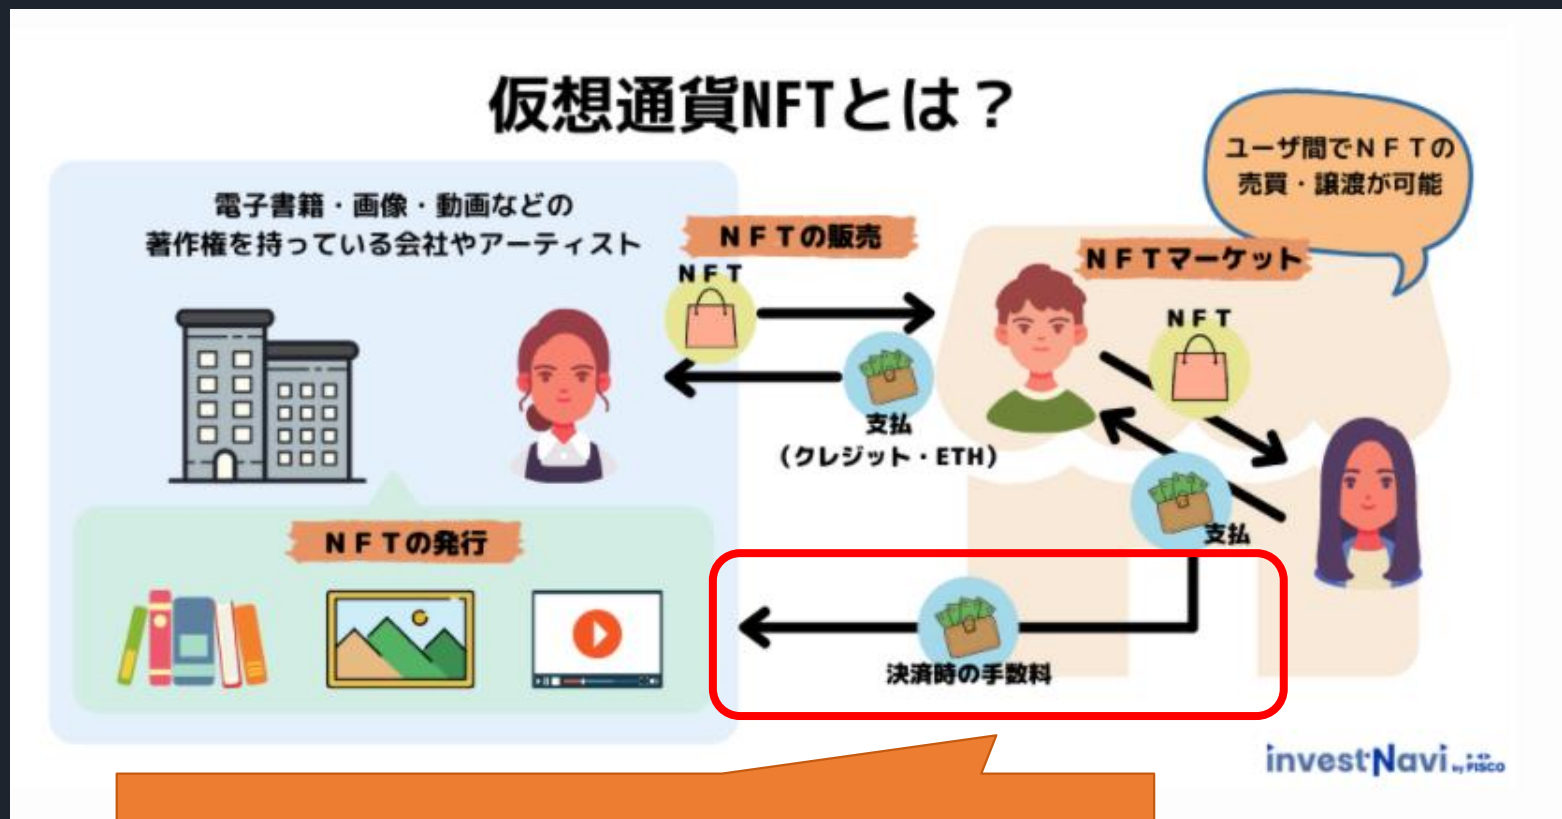 仮想通貨NFTとは？
ユーザ間でＮＦＴの
売買・譲渡が可能
電子書籍・画像・動画などの
著作権を持っている会社やアーティスト
ＮＦＴの販売
ＮＦＴ
支払
（クレジット・ETH）
ＮＦＴマーケット
ＮＦＴ
支払
ＮＦＴの発行
決済時の手数料
investNavi by FISCO